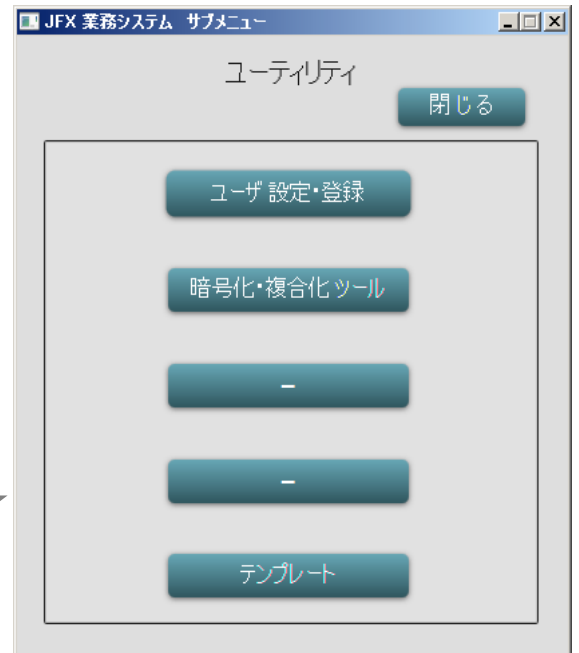 JFX 業務システム サブメニュー
ユーティリティ
閉じる
ユーザ 設定・登録
暗号化・複合化 ツール
－
－
テンプレート